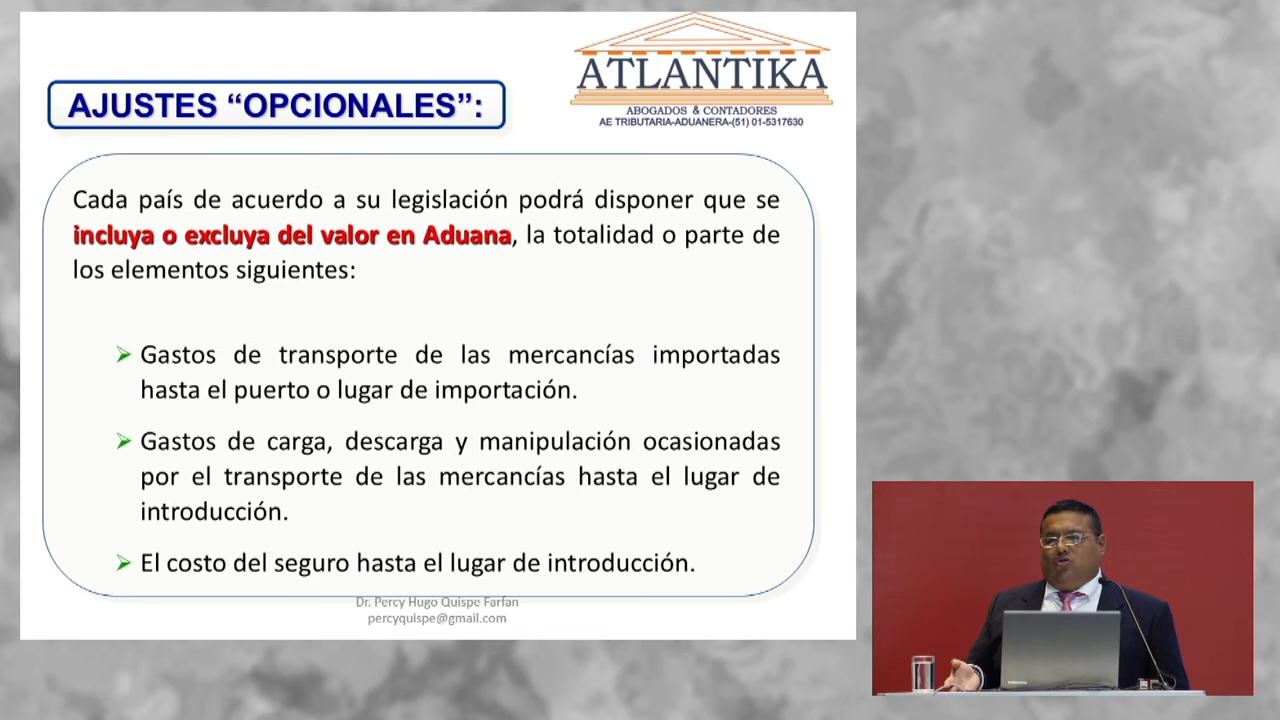 ATLANTIKA
ABOGADOS & CONTADORES
AE TRIBUTARIA-ADUANERA-(51) 01-5317630
AJUSTES “OPCIONALES”:
Cada país de acuerdo a su legislación podrá disponer que se
incluya o excluya del valor en Aduana, la totalidad o parte de
los elementos siguientes:
Gastos de transporte de las mercancías importadas
hasta el puerto o lugar de importación.
Gastos de carga, descarga y manipulación ocasionadas
por el transporte de las mercancías hasta el lugar de
introducción.
El costo del seguro hasta el lugar de introducción.
Dr. Percy Hugo Quispe Farfan
percyquispe@gmail.com